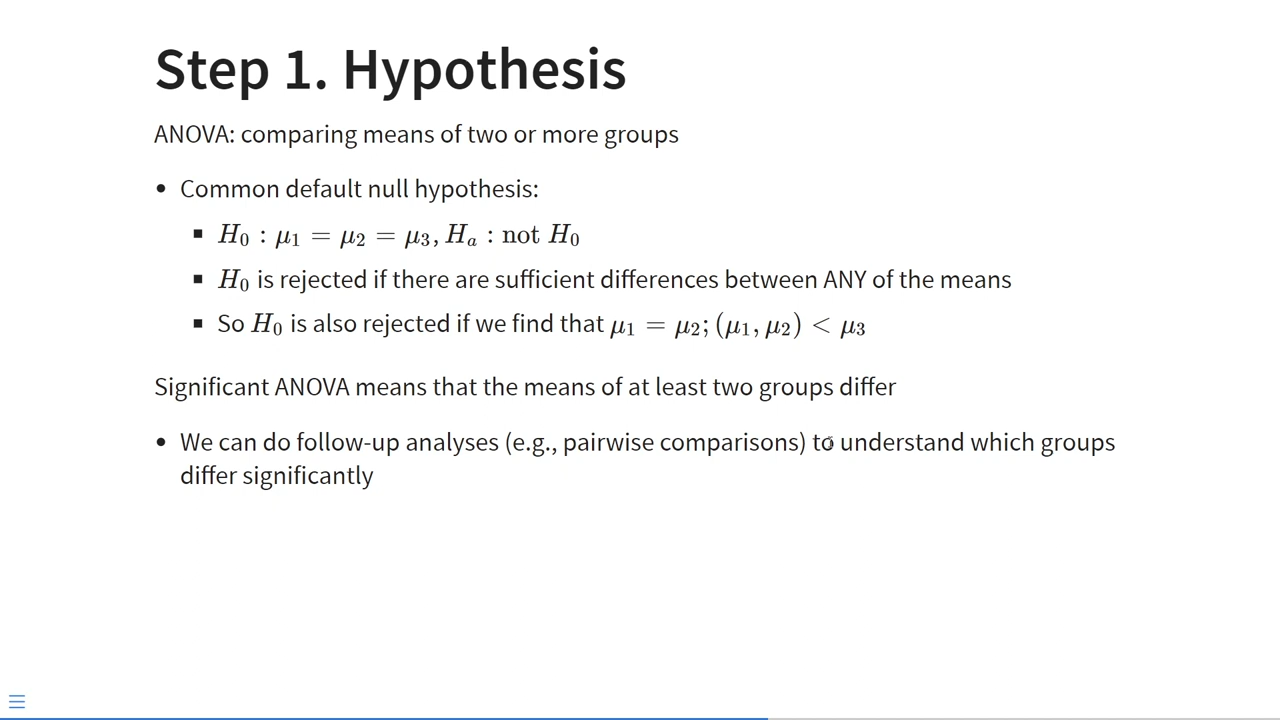 Step 1. Hypothesis
ANOVA: comparing means of two or more groups
• Common default null hypothesis:
▪ H₀ : μ₁ = μ₂ = μ₃, Hₐ : not H₀
▪ H₀ is rejected if there are sufficient differences between ANY of the means
▪ So H₀ is also rejected if we find that μ₁ = μ₂; (μ₁, μ₂) < μ₃
Significant ANOVA means that the means of at least two groups differ
• We can do follow-up analyses (e.g., pairwise comparisons) to understand which groups
differ significantly